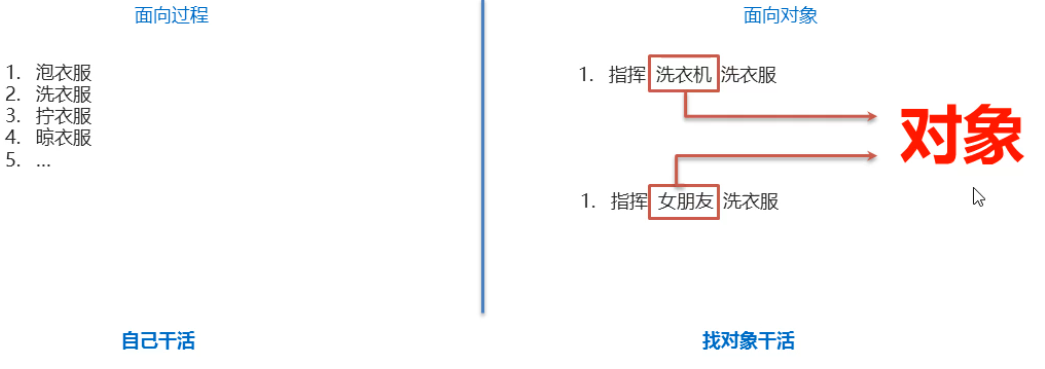 面向过程
1. 泡衣服
2. 洗衣服
3. 拧衣服
4. 晾衣服
5. ...
自己干活
面向对象
1. 指挥 洗衣机 洗衣服
对象
1. 指挥 女朋友 洗衣服
找对象干活